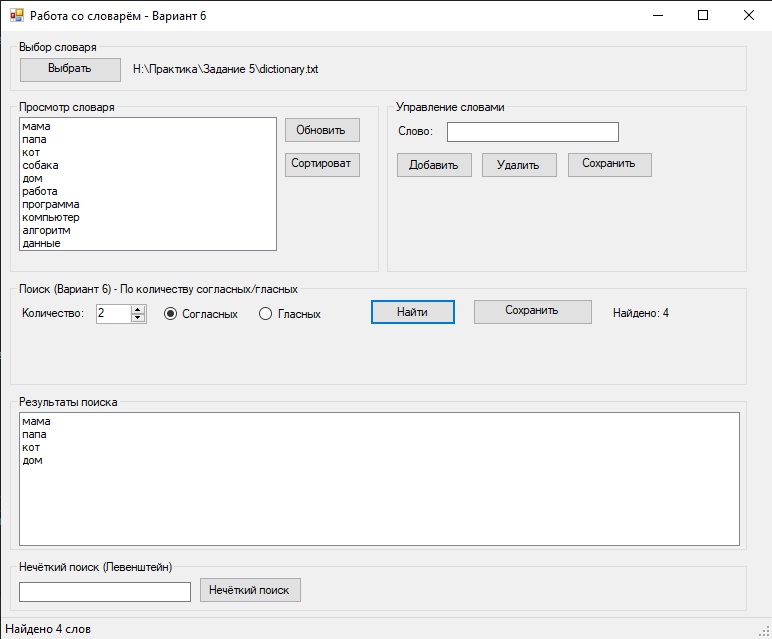 Работа со словарём - Вариант 6
Выбор словаря
Выбрать
H:\Практика\Задание 5\dictionary.txt
Просмотр словаря
мама
папа
кот
собака
дом
работа
программа
компьютер
алгоритм
данные
Обновить
Сортироват
Управление словами
Слово:
Добавить
Удалить
Сохранить
Поиск (Вариант 6) - По количеству согласных/гласных
Количество:
2
Согласных
Гласных
Найти
Сохранить
Найдено: 4
Результаты поиска
мама
папа
кот
дом
Нечёткий поиск (Левенштейн)
Нечёткий поиск
Найдено 4 слов